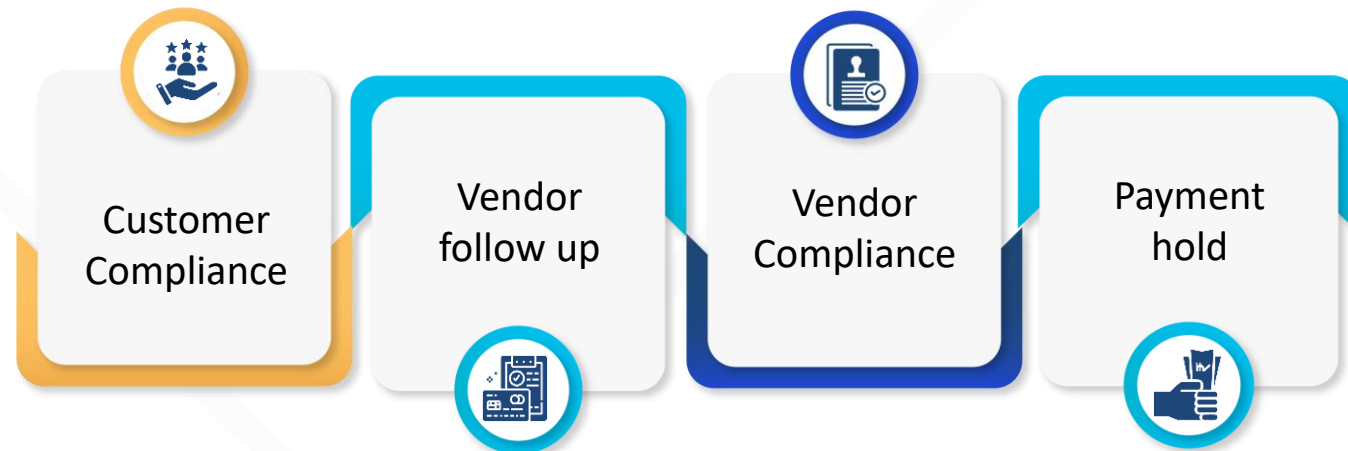 Customer
Compliance
Vendor
follow up
Vendor
Compliance
Payment
hold